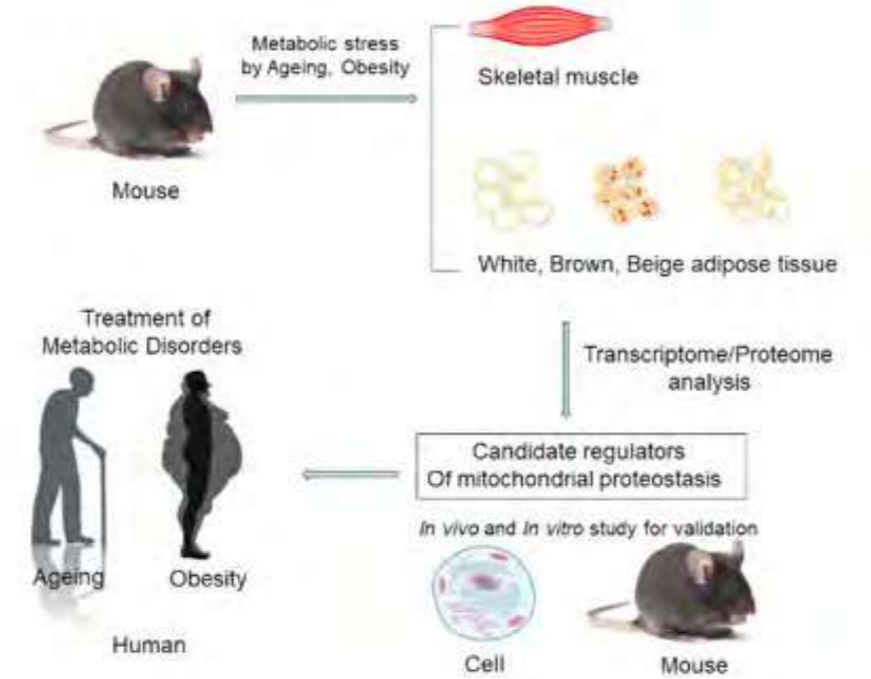 Metabolic stress
by Ageing, Obesity
Mouse
Skeletal muscle
White, Brown, Beige adipose tissue
Transcriptome/Proteome
analysis
Candidate regulators
Of mitochondrial proteostasis
In vivo and In vitro study for validation
Cell
Mouse
Treatment of
Metabolic Disorders
Ageing
Obesity
Human